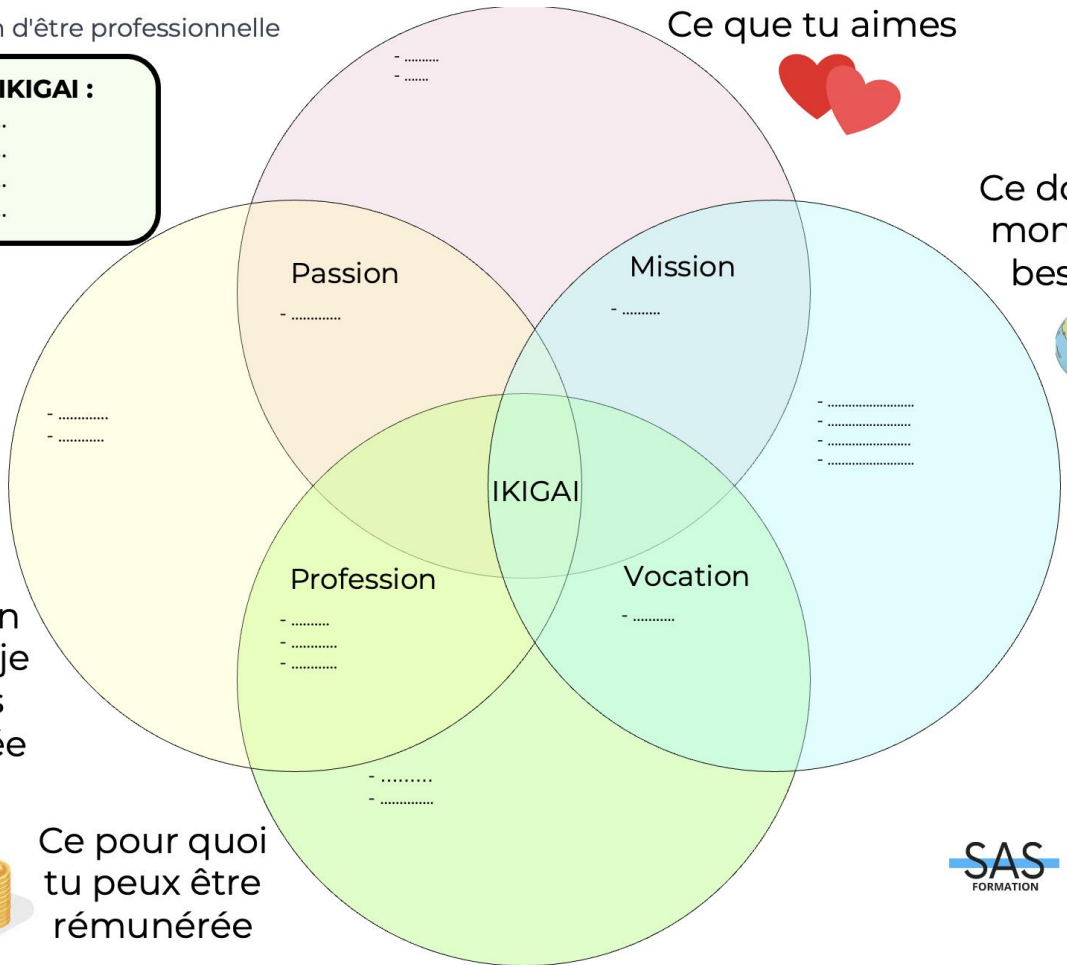 n d'être professionnelle
IKIGAI :
..
..
..
..
Ce que tu aimes
- ..........
- .......
Ce do
mon
bes
Passion
- .............
Mission
- ..........
- .............
- ............
- .......................
- ......................
- ......................
- .......................
IKIGAI
Profession
- ..........
- ............
- ............
Vocation
- ...........
n
je
s
ée
- .........
- ..............
Ce pour quoi
tu peux être
rémunérée
SAS
FORMATION